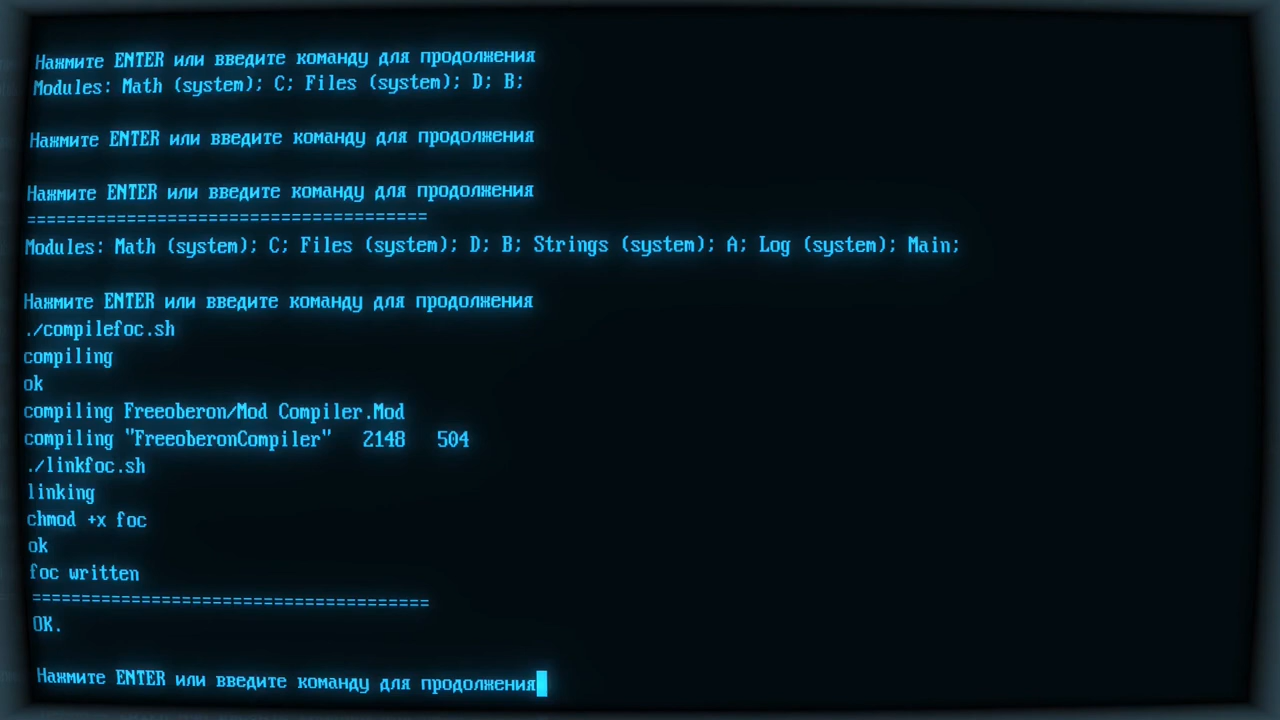 Нажмите ENTER или введите команду для продолжения
Modules: Math (system); C; Files (system); D; B;
Нажмите ENTER или введите команду для продолжения
Нажмите ENTER или введите команду для продолжения
========================================
Modules: Math (system); C; Files (system); D; B; Strings (system); A; Log (system); Main;
Нажмите ENTER или введите команду для продолжения
./compilefoc.sh
compiling
ok
compiling Freeoberon/Mod Compiler.Mod
compiling "FreeoberonCompiler"   2148   504
./linkfoc.sh
linking
chmod +x foc
ok
foc written
========================================
OK.
Нажмите ENTER или введите команду для продолжения